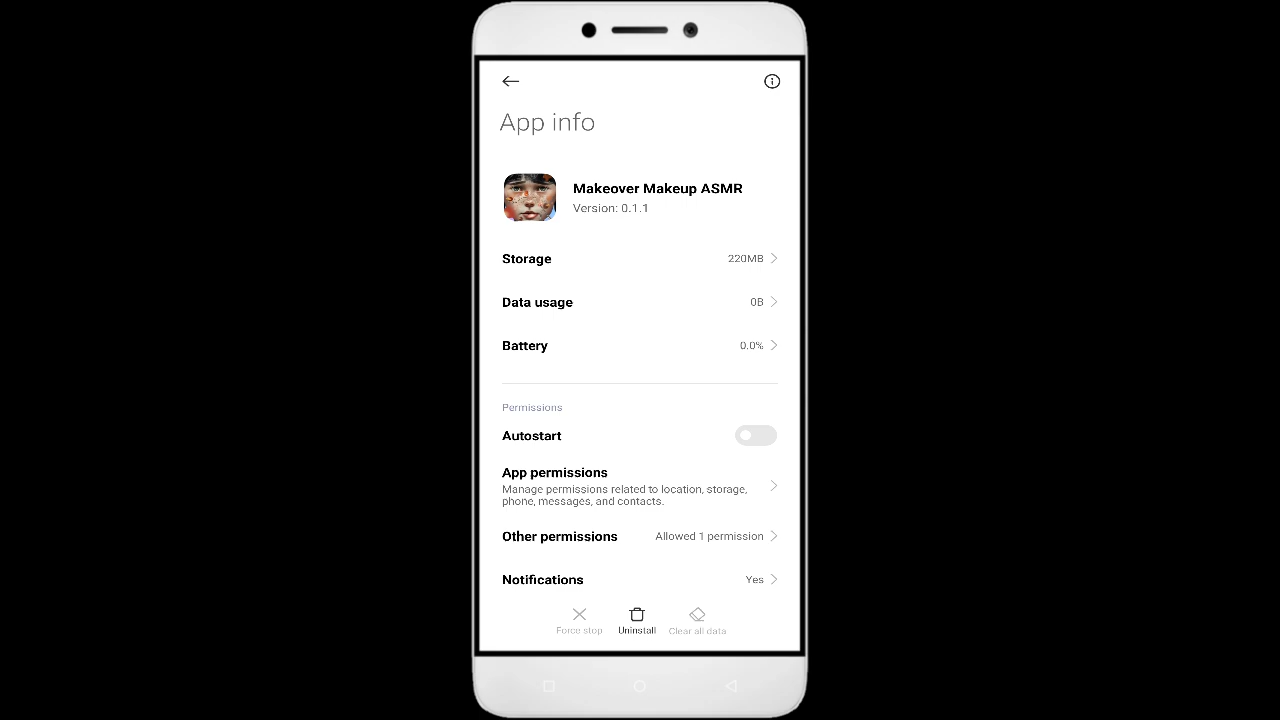 App info
Makeover Makeup ASMR
Version: 0.1.1
Storage 220MB
Data usage 0B
Battery 0.0%
Permissions
Autostart
App permissions
Manage permissions related to location, storage,
phone, messages, and contacts.
Other permissions Allowed 1 permission
Notifications Yes
Force stop Uninstall Clear all data